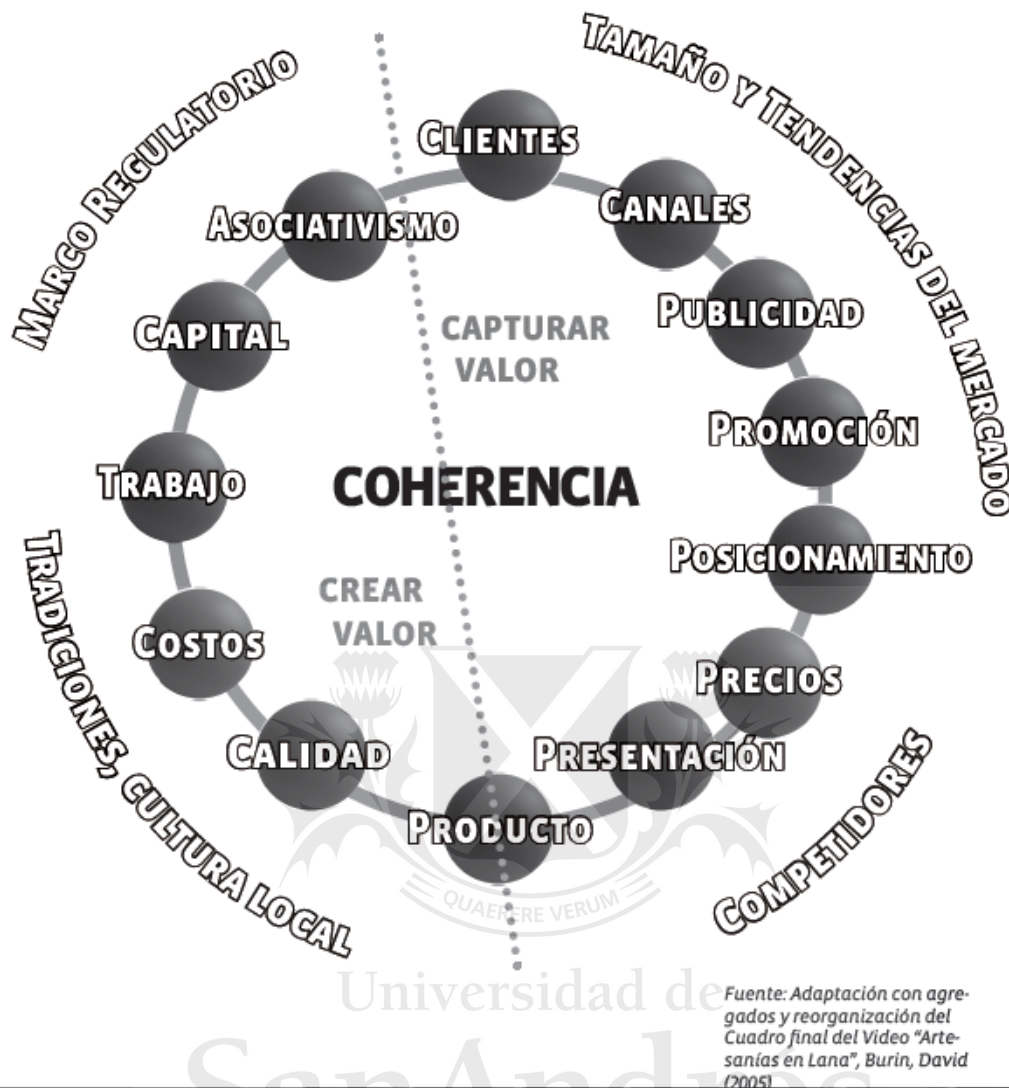 MARCO REGULATORIO
TAMAÑO Y TENDENCIAS DEL MERCADO
CLIENTES
CANALES
ASOCIATIVISMO
PUBLICIDAD
CAPITAL
CAPTURAR
VALOR
PROMOCIÓN
TRABAJO
COHERENCIA
POSICIONAMIENTO
CREAR
VALOR
COSTOS
PRECIOS
CALIDAD
PRESENTACIÓN
PRODUCTO
TRADICIONES, CULTURA LOCAL
COMPETIDORES
QUAERERE VERUM
Universidad de
SanAndrés
Fuente: Adaptación con agre-
gados y reorganización del
Cuadro final del Video “Arte-
sanías en Lana”, Burin, David
(2005)